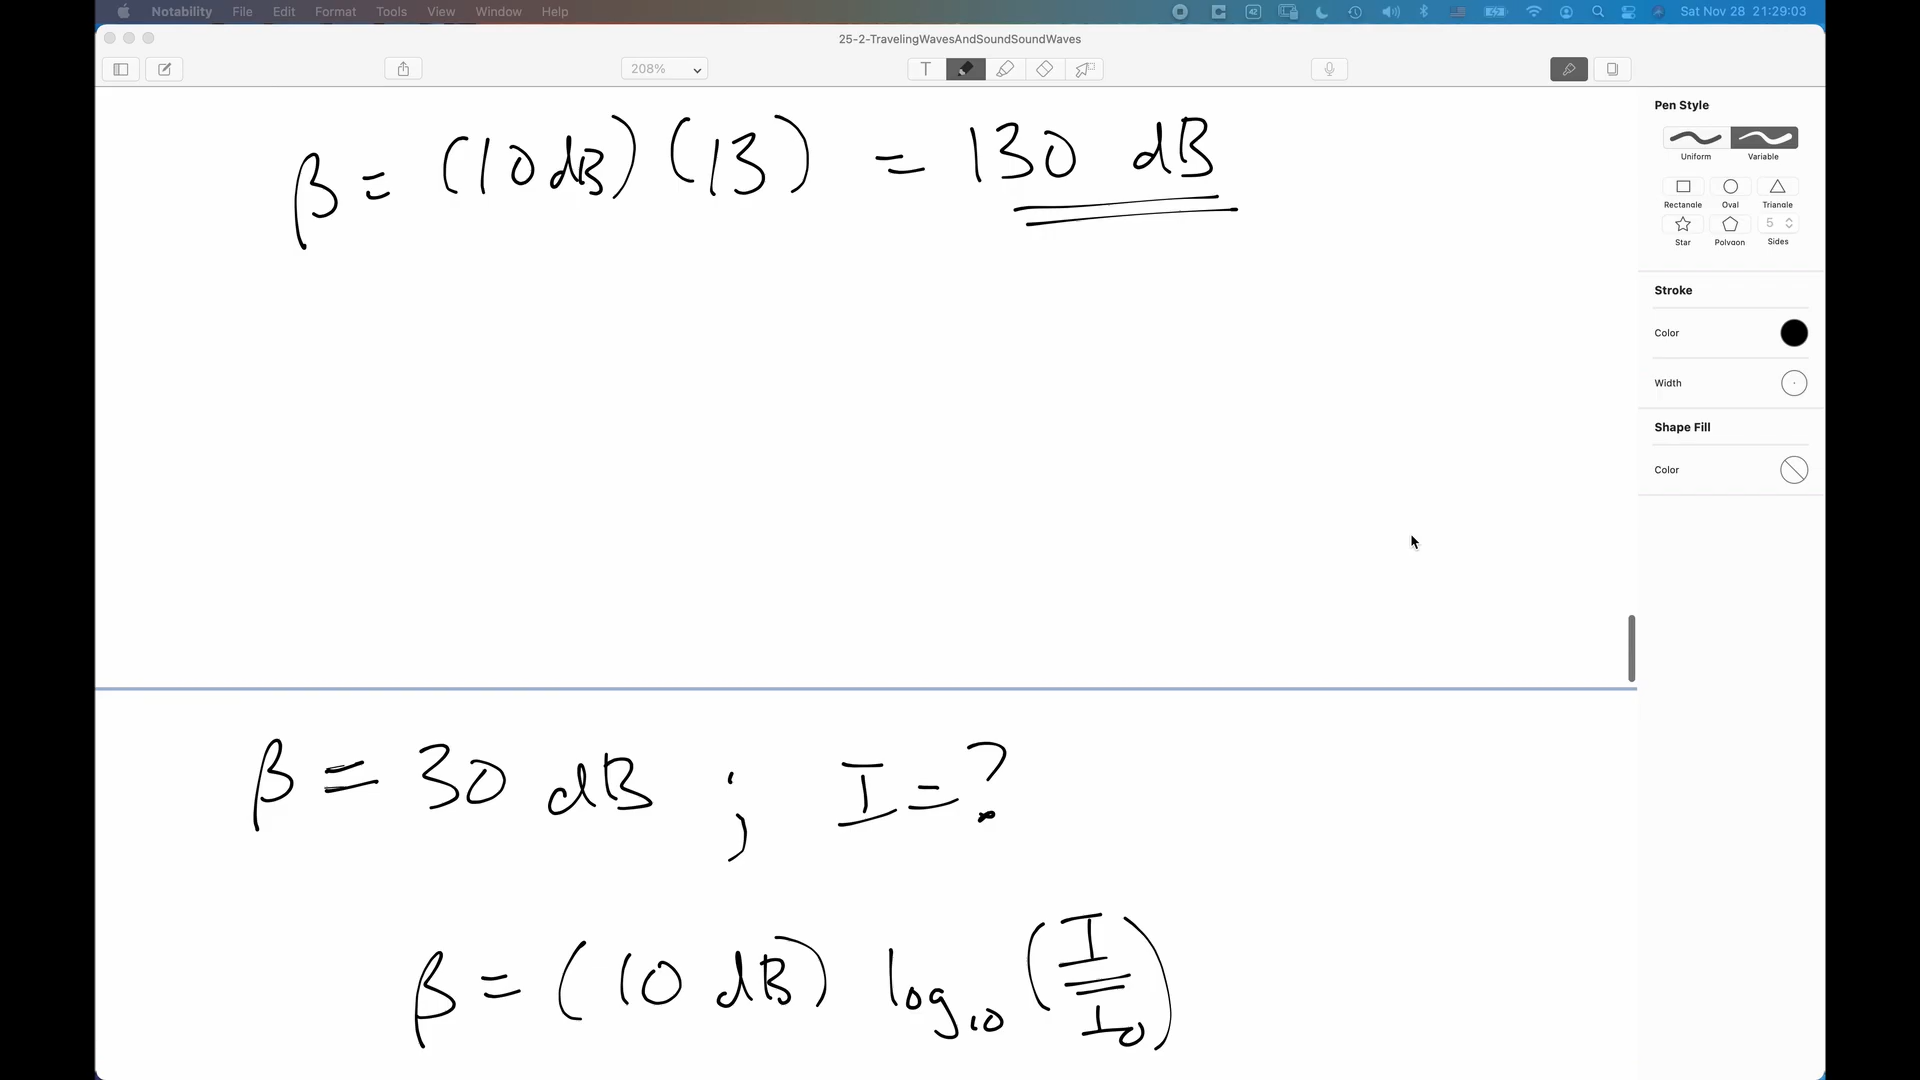 Notability File Edit Format Tools View Window Help 42 Sat Nov 28 21:29:03
25-2-TravelingWavesAndSoundSoundWaves
208% T
Pen Style
Uniform Variable
Rectangle Oval Triangle
5
Star Polygon Sides
Stroke
Color
Width
Shape Fill
Color
β = (10 dB) (13) = 130 dB
β = 30 dB ; I = ?
β = (10 dB) log₁₀ (I/I₀)